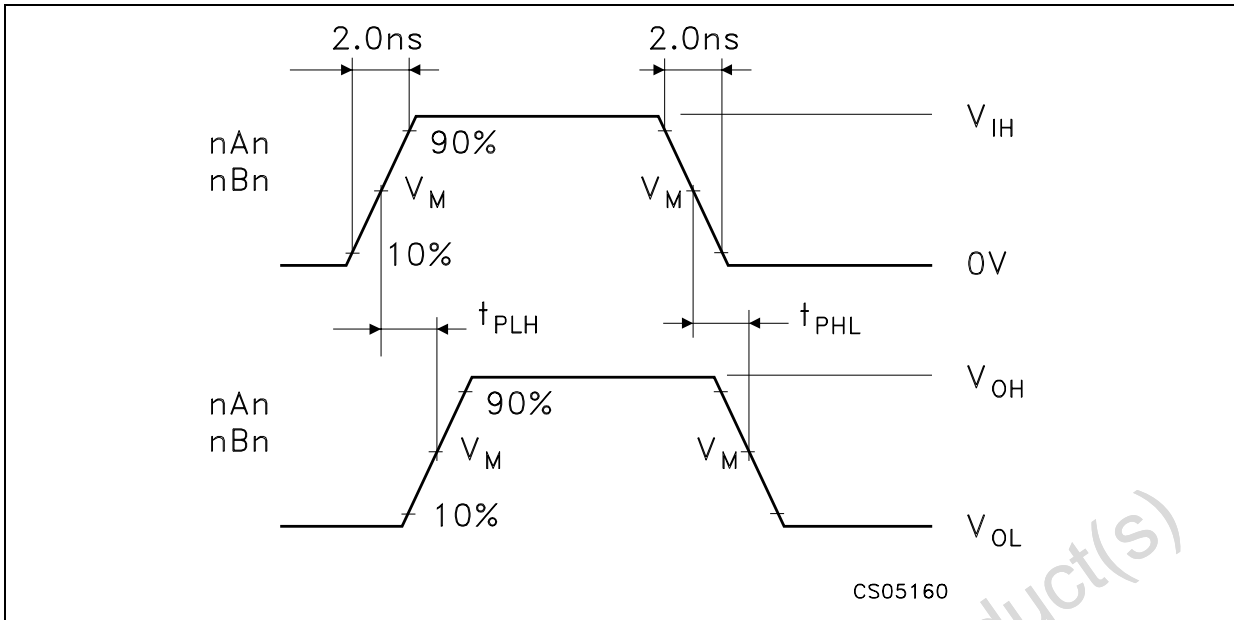 2.0ns 2.0ns
nAn
nBn
90%
V_M V_M
10%
V_IH
0V
t_PLH t_PHL
nAn
nBn
90%
V_M V_M
10%
V_OH
V_OL
CS05160
duct(s)